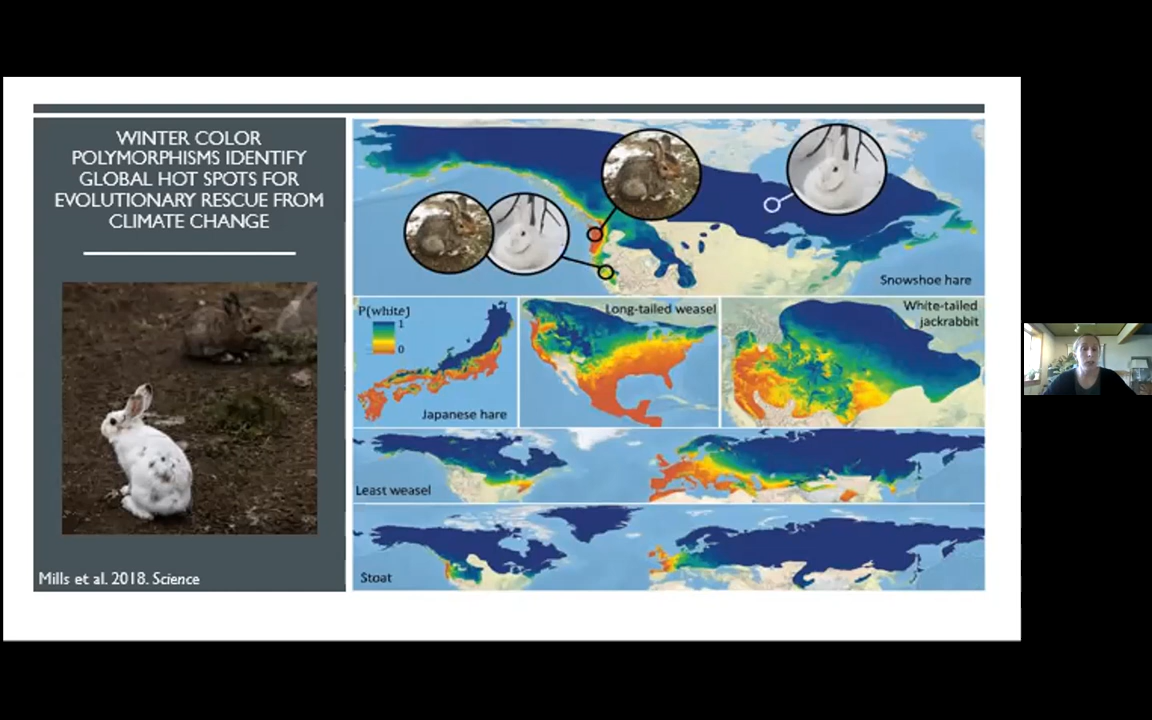 WINTER COLOR
POLYMORPHISMS IDENTIFY
GLOBAL HOT SPOTS FOR
EVOLUTIONARY RESCUE FROM
CLIMATE CHANGE
Mills et al. 2018. Science
Snowshoe hare
P(white)
1
0
Japanese hare
Long-tailed weasel
White-tailed
jackrabbit
Least weasel
Stoat